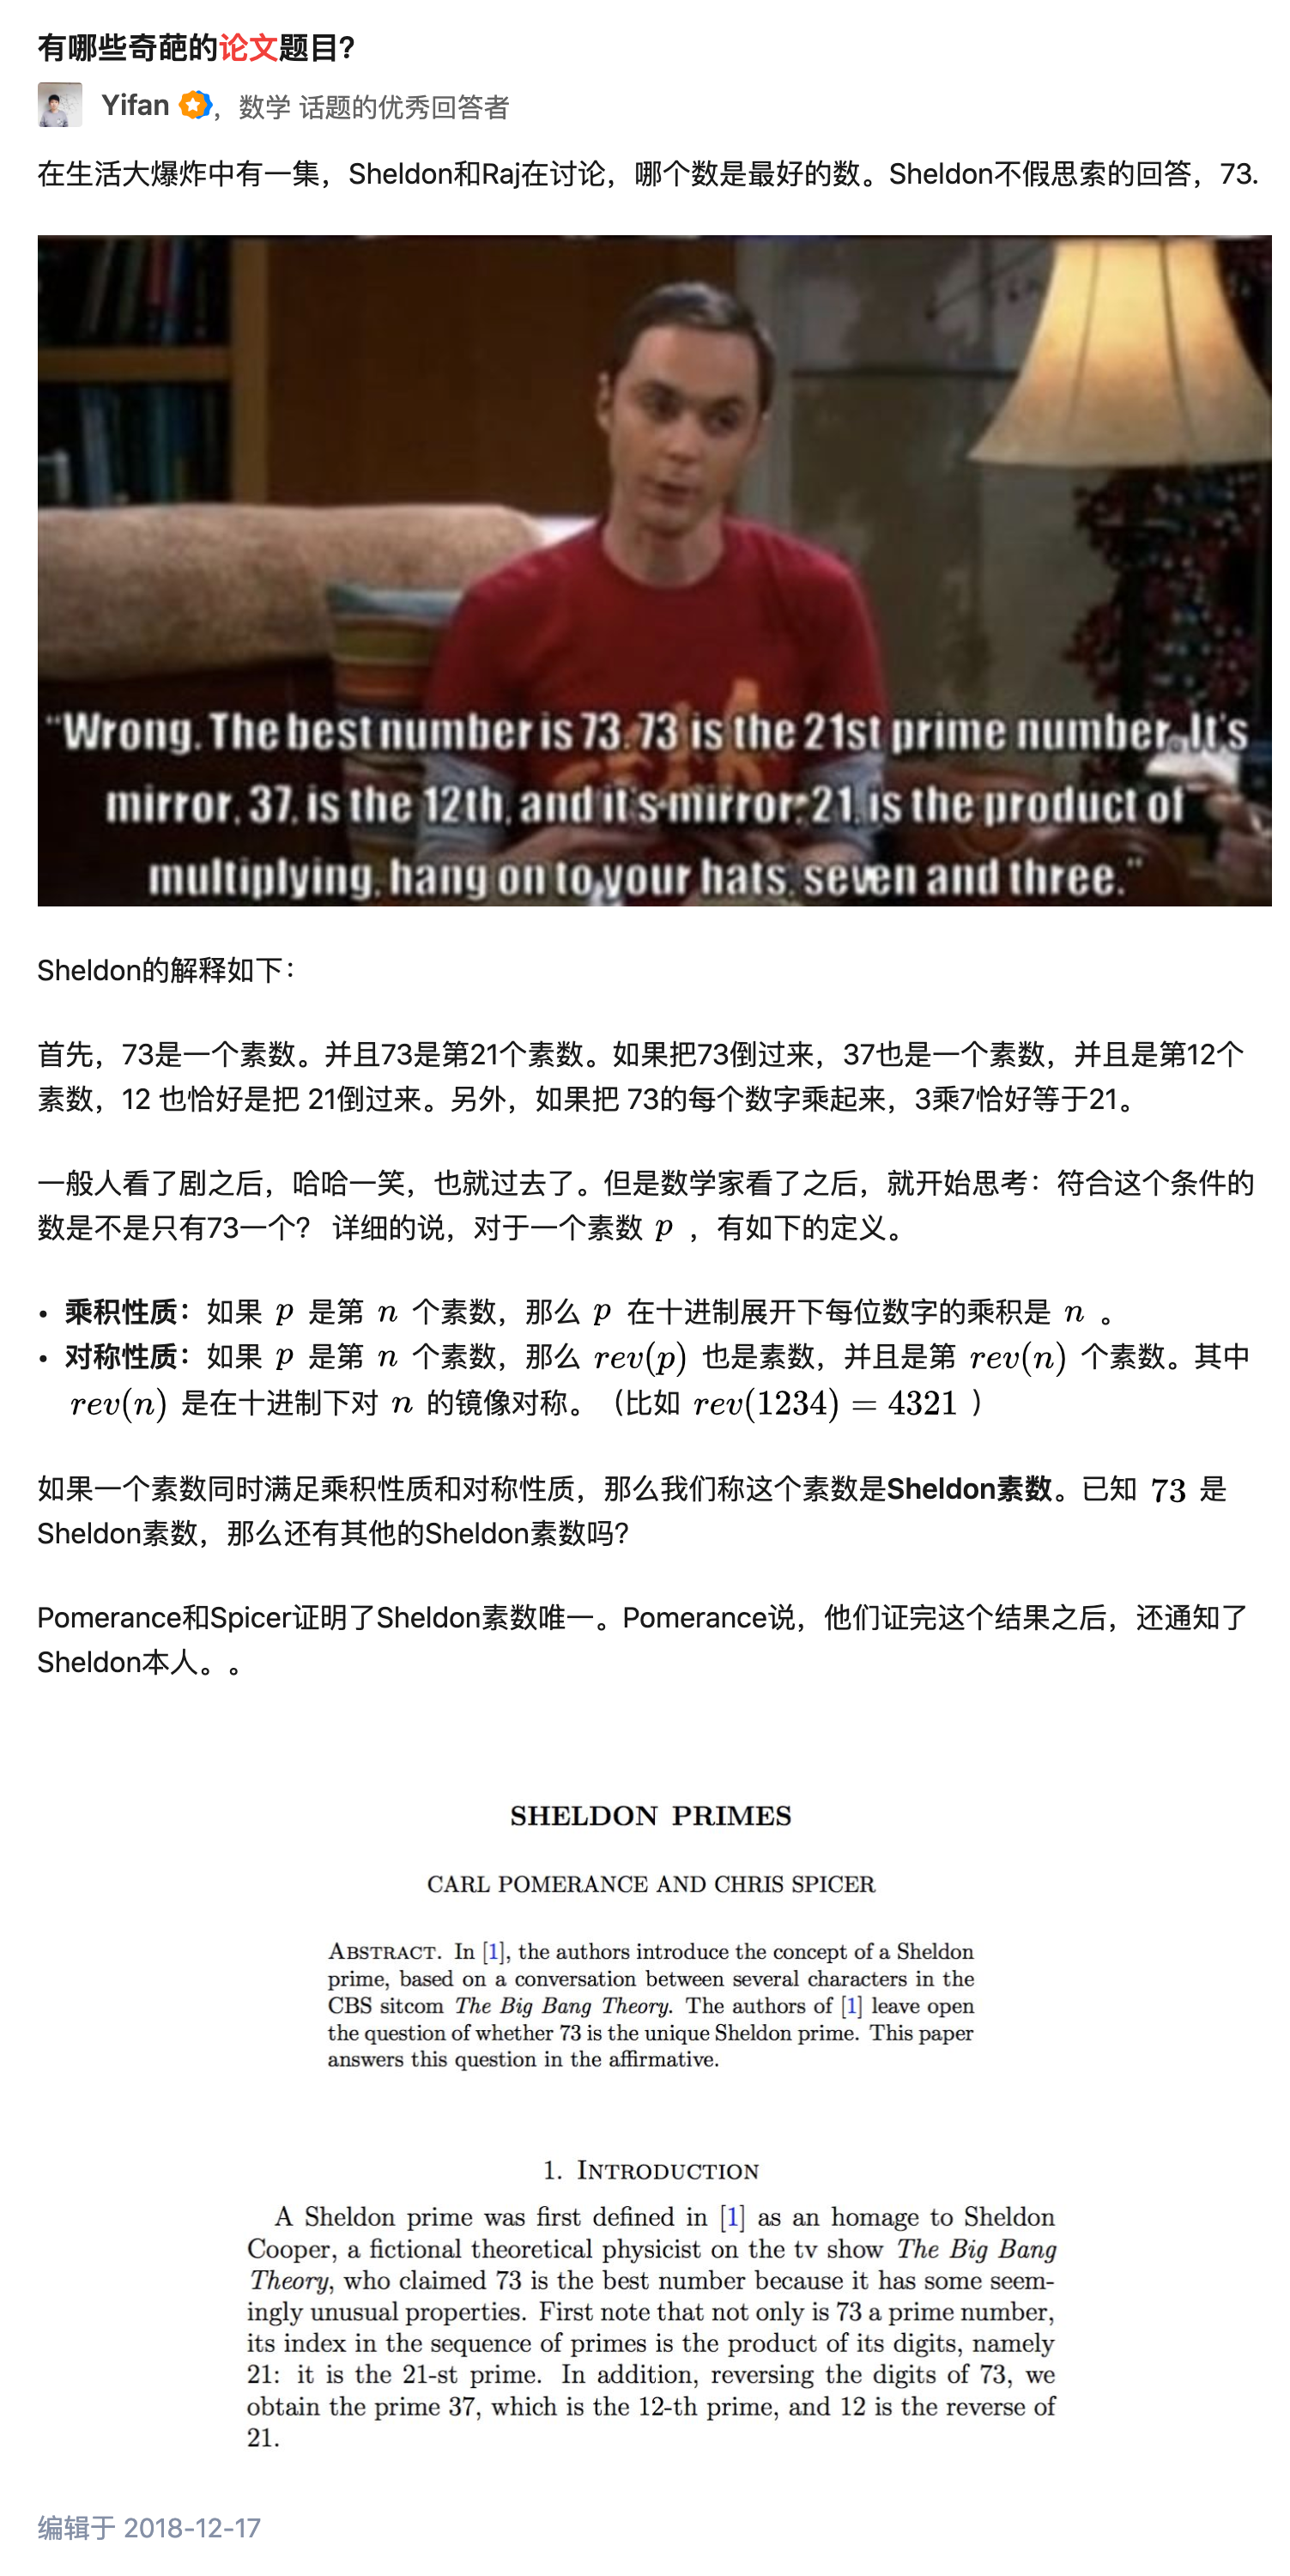 有哪些奇葩的论文题目?
Yifan ，数学 话题的优秀回答者
在生活大爆炸中有一集，Sheldon和Raj在讨论，哪个数是最好的数。Sheldon不假思索的回答，73.
“Wrong. The best number is 73. 73 is the 21st prime number. It's
mirror, 37, is the 12th, and it's mirror, 21, is the product of
multiplying, hang on to your hats, seven and three.”
Sheldon的解释如下：
首先，73是一个素数。并且73是第21个素数。如果把73倒过来，37也是一个素数，并且是第12个
素数，12 也恰好是把 21倒过来。另外，如果把 73的每个数字乘起来，3乘7恰好等于21。
一般人看了剧之后，哈哈一笑，也就过去了。但是数学家看了之后，就开始思考：符合这个条件的
数是不是只有73一个？ 详细的说，对于一个素数 p ，有如下的定义。
• 乘积性质：如果 p 是第 n 个素数，那么 p 在十进制展开下每位数字的乘积是 n 。
• 对称性质：如果 p 是第 n 个素数，那么 rev(p) 也是素数，并且是第 rev(n) 个素数。其中
rev(n) 是在十进制下对 n 的镜像对称。（比如 rev(1234) = 4321 ）
如果一个素数同时满足乘积性质和对称性质，那么我们称这个素数是Sheldon素数。已知 73 是
Sheldon素数，那么还有其他的Sheldon素数吗?
Pomerance和Spicer证明了Sheldon素数唯一。Pomerance说，他们证完这个结果之后，还通知了
Sheldon本人。。
SHELDON PRIMES
CARL POMERANCE AND CHRIS SPICER
ABSTRACT. In [1], the authors introduce the concept of a Sheldon
prime, based on a conversation between several characters in the
CBS sitcom The Big Bang Theory. The authors of [1] leave open
the question of whether 73 is the unique Sheldon prime. This paper
answers this question in the affirmative.
1. INTRODUCTION
A Sheldon prime was first defined in [1] as an homage to Sheldon
Cooper, a fictional theoretical physicist on the tv show The Big Bang
Theory, who claimed 73 is the best number because it has some seem-
ingly unusual properties. First note that not only is 73 a prime number,
its index in the sequence of primes is the product of its digits, namely
21: it is the 21-st prime. In addition, reversing the digits of 73, we
obtain the prime 37, which is the 12-th prime, and 12 is the reverse of
21.
编辑于 2018-12-17